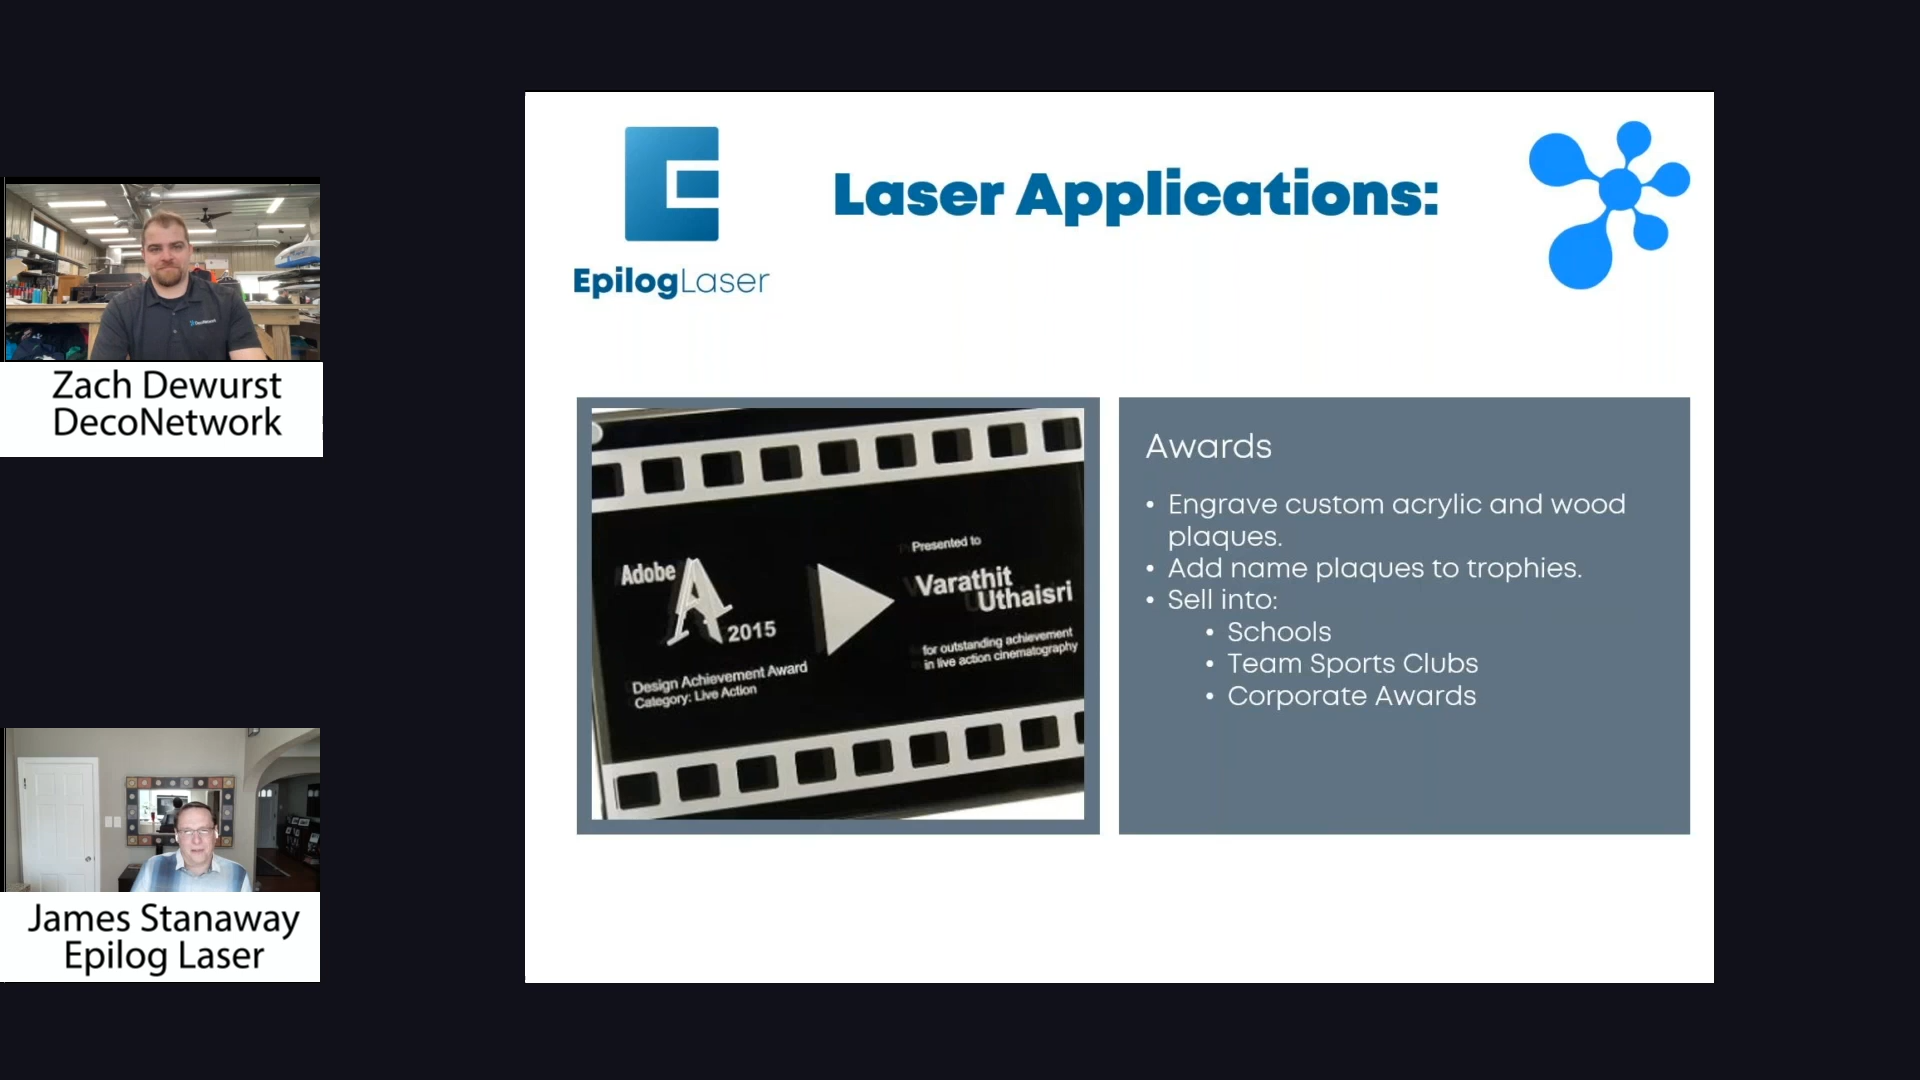 Zach Dewurst
DecoNetwork
James Stanaway
Epilog Laser
EpilogLaser
Laser Applications:
Adobe
A
2015
Design Achievement Award
Category: Live Action
Presented to
Varathit
Uthaisri
for outstanding achievement
in live action cinematography
Awards
• Engrave custom acrylic and wood
plaques.
• Add name plaques to trophies.
• Sell into:
• Schools
• Team Sports Clubs
• Corporate Awards